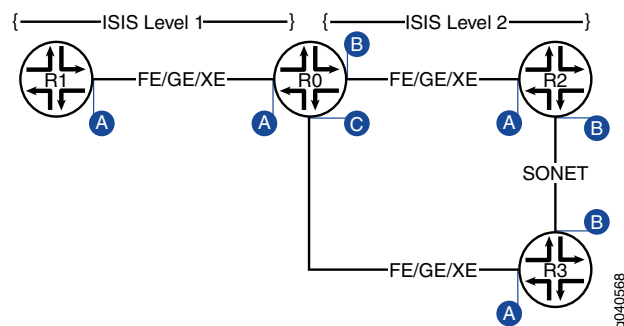 { ISIS Level 1 } { ISIS Level 2 }
B
R1 FE/GE/XE R0 FE/GE/XE R2
A A C A B
SONET
B
FE/GE/XE R3
A
g040568